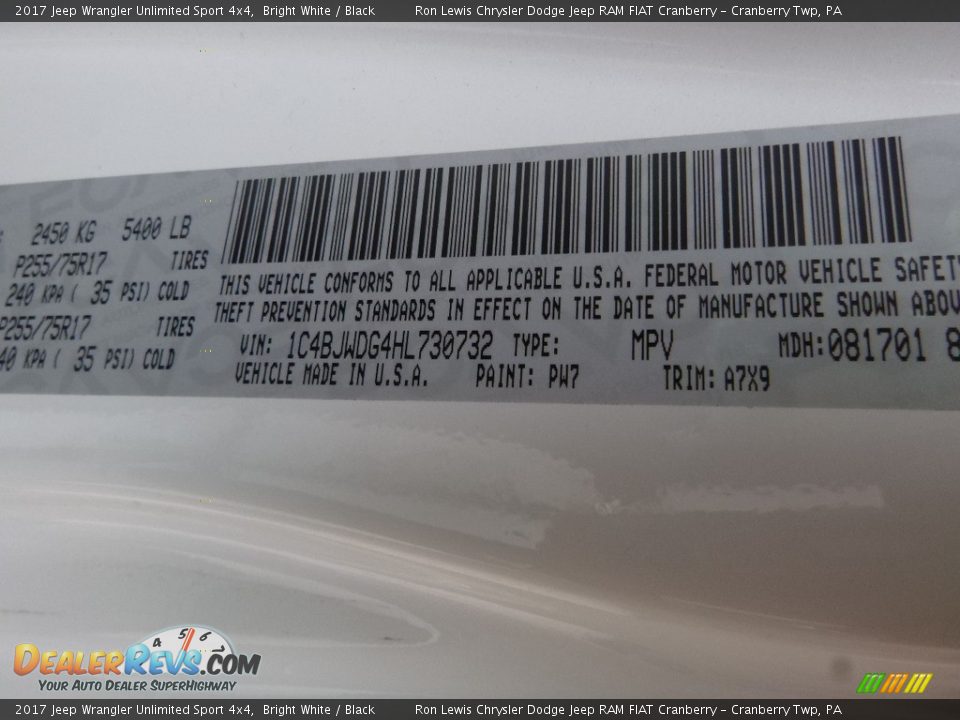 2017 Jeep Wrangler Unlimited Sport 4x4, Bright White / Black Ron Lewis Chrysler Dodge Jeep RAM FIAT Cranberry – Cranberry Twp, PA
2450 KG 5400 LB
P255/75R17 TIRES
240 KPA ( 35 PSI) COLD
P255/75R17 TIRES
40 KPA ( 35 PSI) COLD
THIS VEHICLE CONFORMS TO ALL APPLICABLE U.S.A. FEDERAL MOTOR VEHICLE SAFETY
THEFT PREVENTION STANDARDS IN EFFECT ON THE DATE OF MANUFACTURE SHOWN ABOV
VIN: 1C4BJWDG4HL730732 TYPE: MPV MDH: 081701 8
VEHICLE MADE IN U.S.A. PAINT: PW7 TRIM: A7X9
4 5 6
DEALERREVS.COM
YOUR AUTO DEALER SUPERHIGHWAY
2017 Jeep Wrangler Unlimited Sport 4x4, Bright White / Black Ron Lewis Chrysler Dodge Jeep RAM FIAT Cranberry – Cranberry Twp, PA